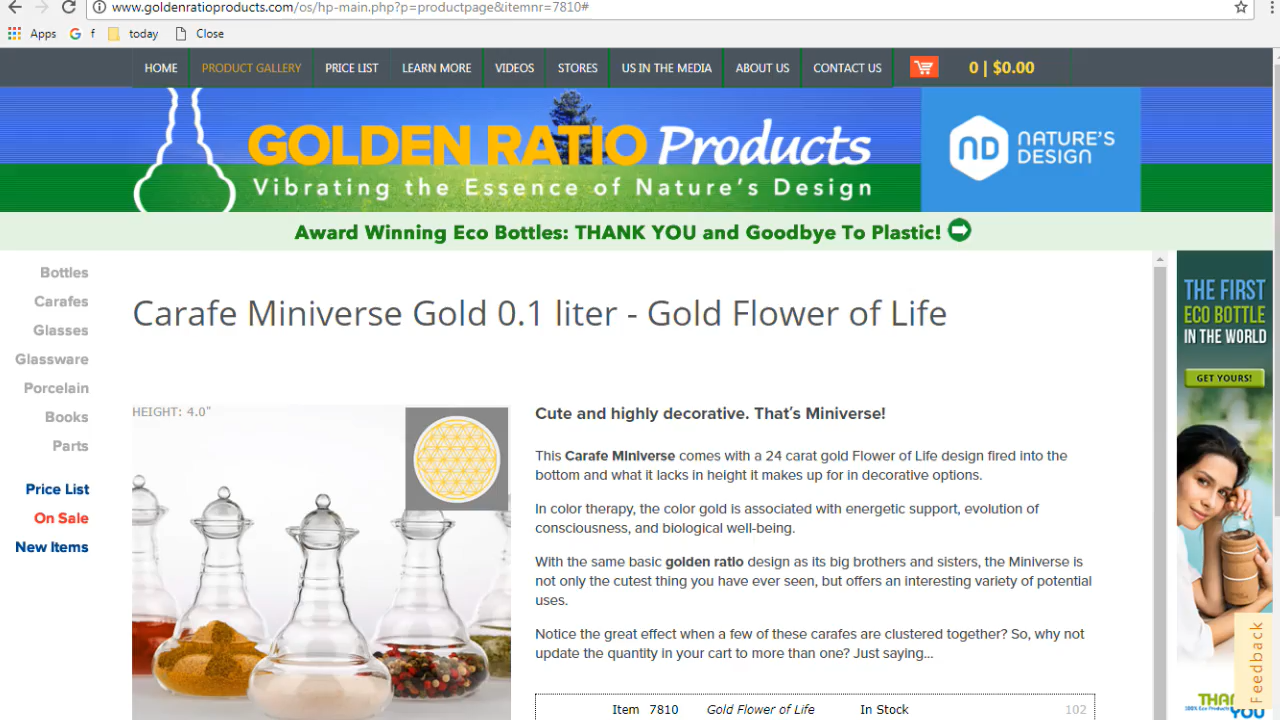 www.goldenratioproducts.com/os/hp-main.php?p=productpage&itemnr=7810#
Apps f today Close
HOME PRODUCT GALLERY PRICE LIST LEARN MORE VIDEOS STORES US IN THE MEDIA ABOUT US CONTACT US 0 | $0.00
GOLDEN RATIO Products
Vibrating the Essence of Nature's Design
ND NATURE'S DESIGN
Award Winning Eco Bottles: THANK YOU and Goodbye To Plastic!
Bottles
Carafes
Glasses
Glassware
Porcelain
Books
Parts
Price List
On Sale
New Items
Carafe Miniverse Gold 0.1 liter - Gold Flower of Life
HEIGHT: 4.0"
Cute and highly decorative. That's Miniverse!
This Carafe Miniverse comes with a 24 carat gold Flower of Life design fired into the
bottom and what it lacks in height it makes up for in decorative options.
In color therapy, the color gold is associated with energetic support, evolution of
consciousness, and biological well-being.
With the same basic golden ratio design as its big brothers and sisters, the Miniverse is
not only the cutest thing you have ever seen, but offers an interesting variety of potential
uses.
Notice the great effect when a few of these carafes are clustered together? So, why not
update the quantity in your cart to more than one? Just saying...
Item 7810 Gold Flower of Life In Stock 102
THE FIRST
ECO BOTTLE
IN THE WORLD
GET YOURS!
Feedback
YOU